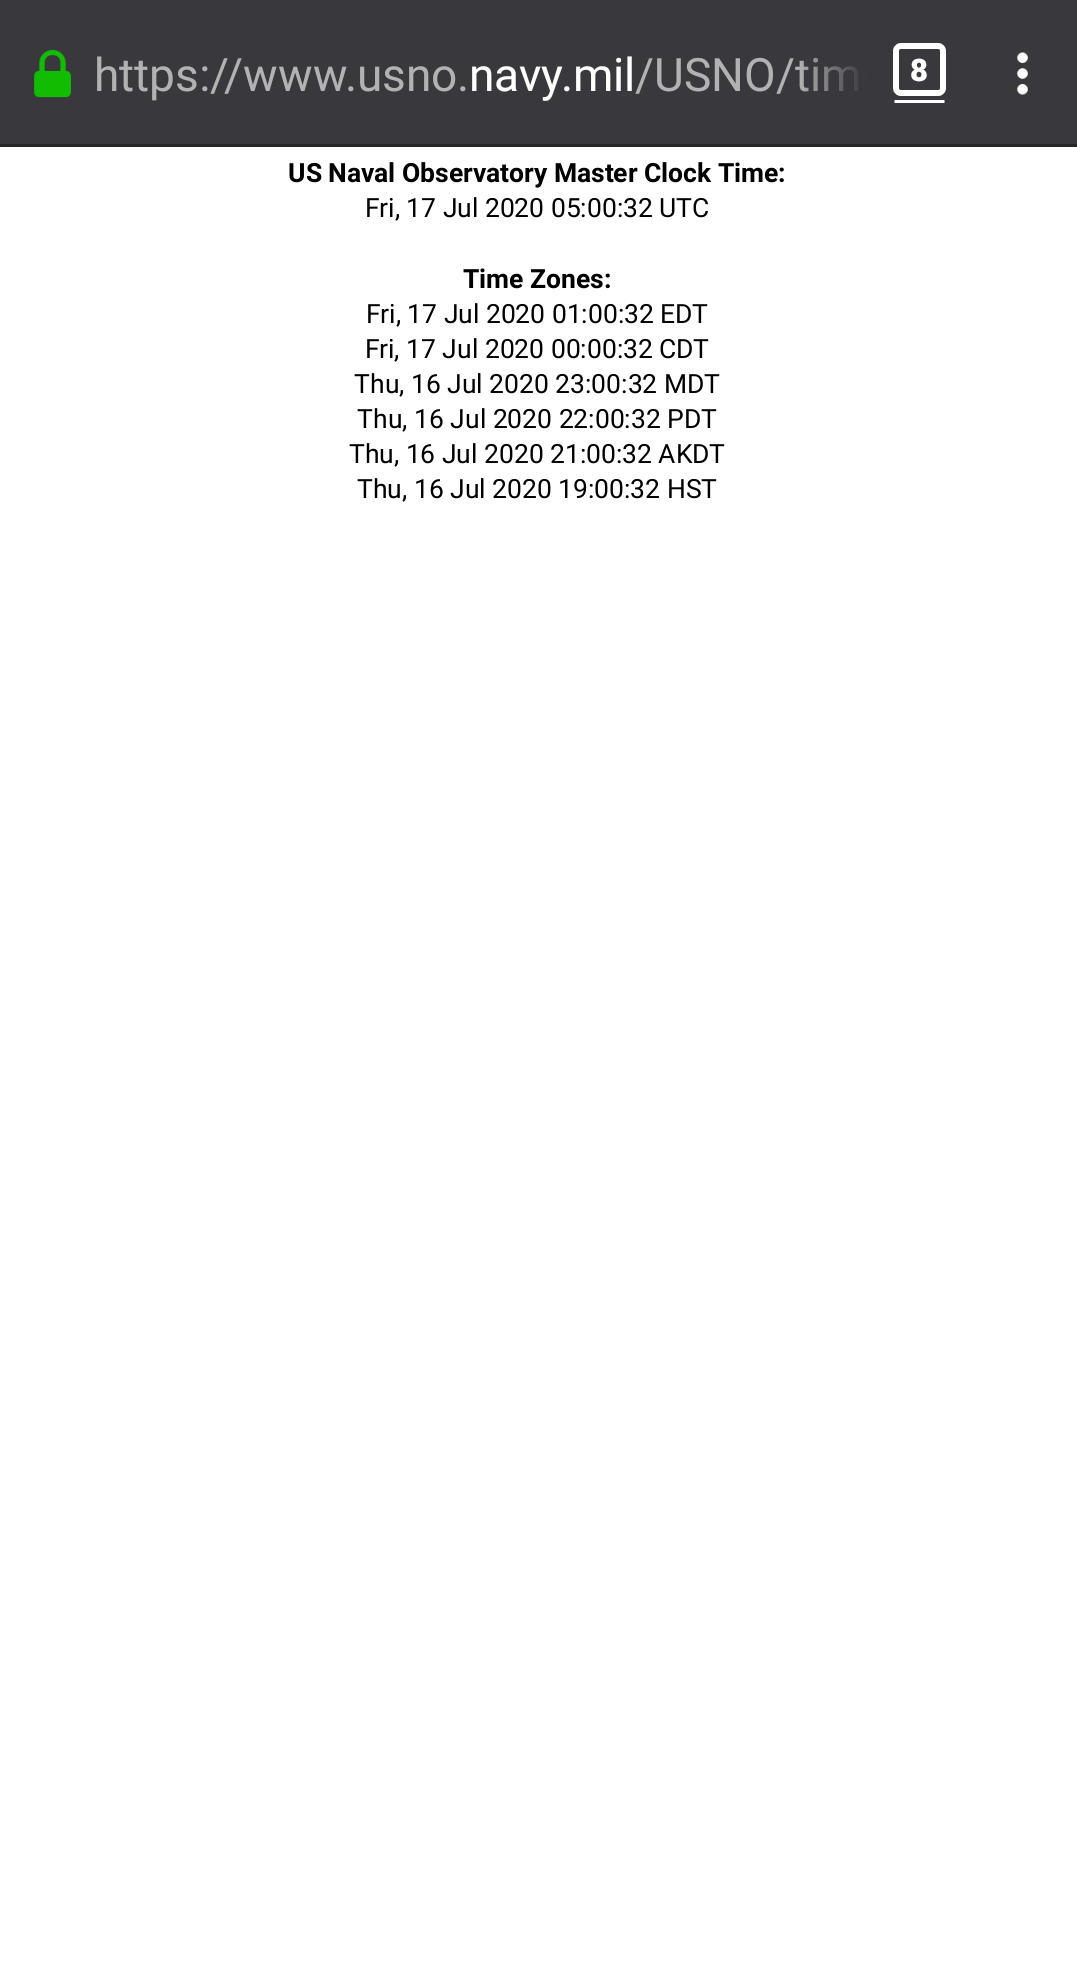 https://www.usno.navy.mil/USNO/tim
8
US Naval Observatory Master Clock Time:
Fri, 17 Jul 2020 05:00:32 UTC
Time Zones:
Fri, 17 Jul 2020 01:00:32 EDT
Fri, 17 Jul 2020 00:00:32 CDT
Thu, 16 Jul 2020 23:00:32 MDT
Thu, 16 Jul 2020 22:00:32 PDT
Thu, 16 Jul 2020 21:00:32 AKDT
Thu, 16 Jul 2020 19:00:32 HST